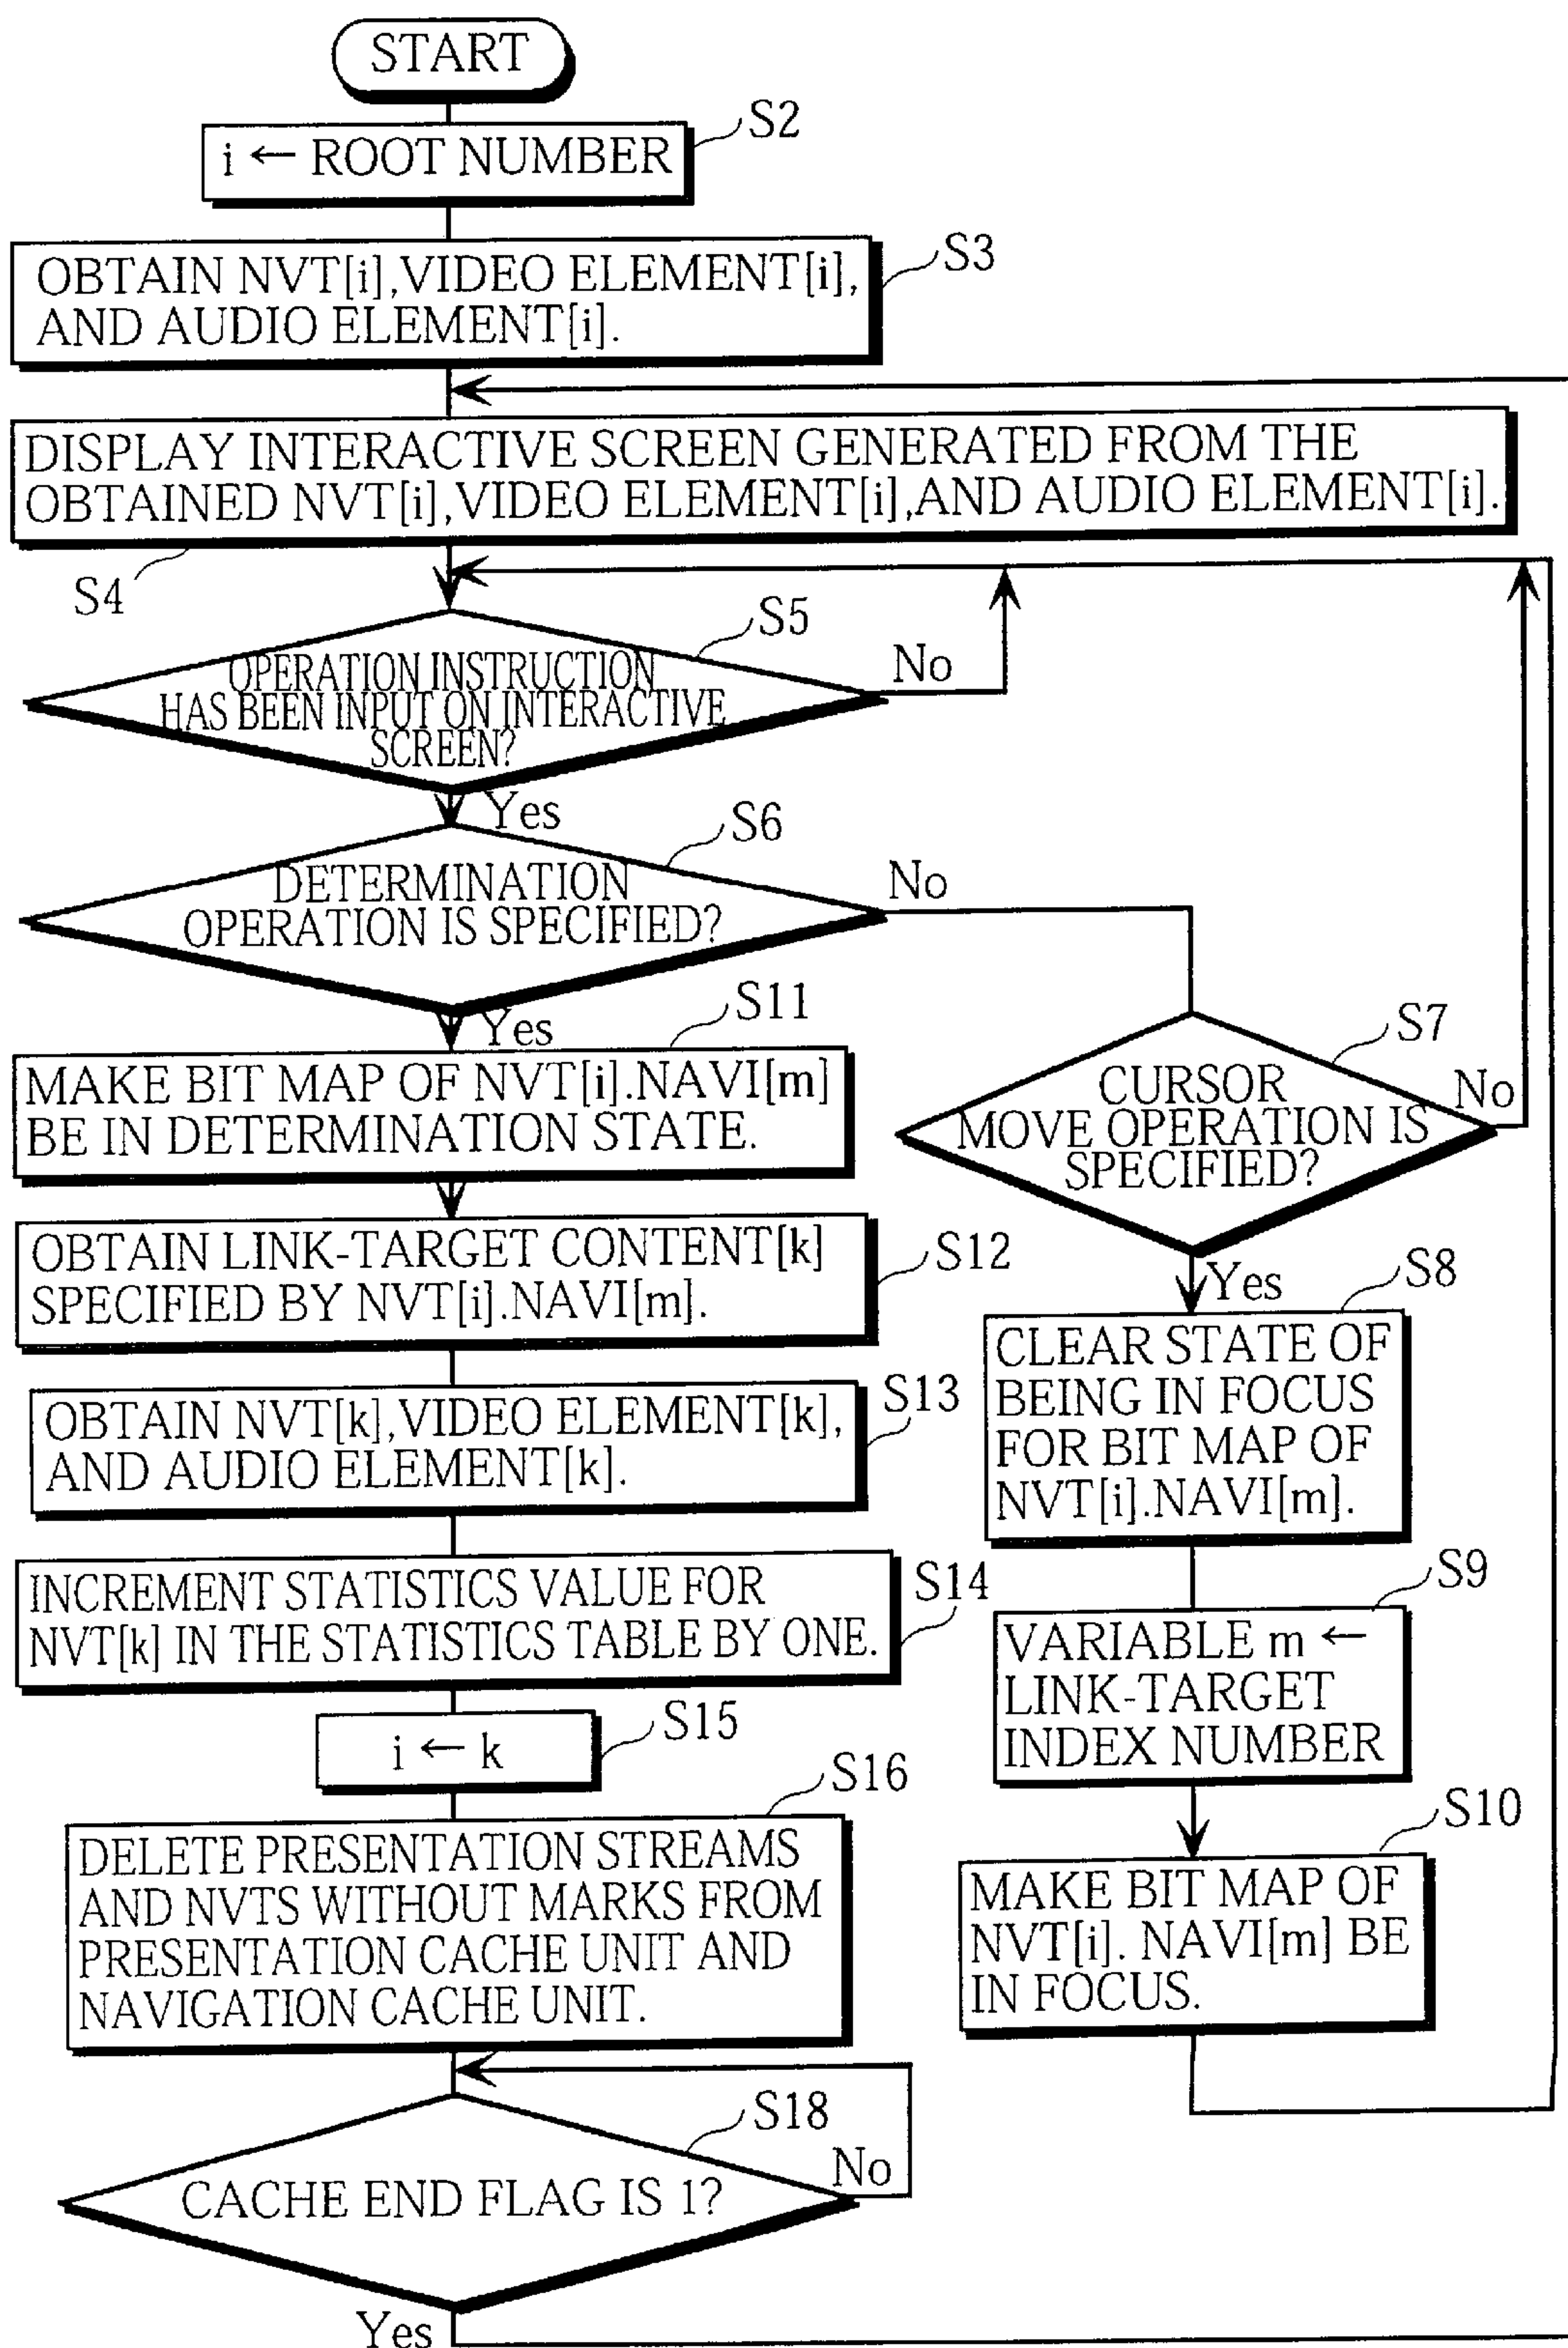 START
S2
i ← ROOT NUMBER
S3
OBTAIN NVT[i],VIDEO ELEMENT[i],
AND AUDIO ELEMENT[i].
DISPLAY INTERACTIVE SCREEN GENERATED FROM THE
OBTAINED NVT[i],VIDEO ELEMENT[i],AND AUDIO ELEMENT[i].
S4
S5
OPERATION INSTRUCTION
HAS BEEN INPUT ON INTERACTIVE
SCREEN?
No
Yes
S6
DETERMINATION
OPERATION IS SPECIFIED?
No
Yes
S7
CURSOR
MOVE OPERATION IS
SPECIFIED?
No
Yes
S8
CLEAR STATE OF
BEING IN FOCUS
FOR BIT MAP OF
NVT[i].NAVI[m].
S9
VARIABLE m ←
LINK-TARGET
INDEX NUMBER
S10
MAKE BIT MAP OF
NVT[i]. NAVI[m] BE
IN FOCUS.
S11
MAKE BIT MAP OF NVT[i].NAVI[m]
BE IN DETERMINATION STATE.
S12
OBTAIN LINK-TARGET CONTENT[k]
SPECIFIED BY NVT[i].NAVI[m].
S13
OBTAIN NVT[k],VIDEO ELEMENT[k],
AND AUDIO ELEMENT[k].
S14
INCREMENT STATISTICS VALUE FOR
NVT[k] IN THE STATISTICS TABLE BY ONE.
S15
i ← k
S16
DELETE PRESENTATION STREAMS
AND NVTS WITHOUT MARKS FROM
PRESENTATION CACHE UNIT AND
NAVIGATION CACHE UNIT.
S18
CACHE END FLAG IS 1?
No
Yes